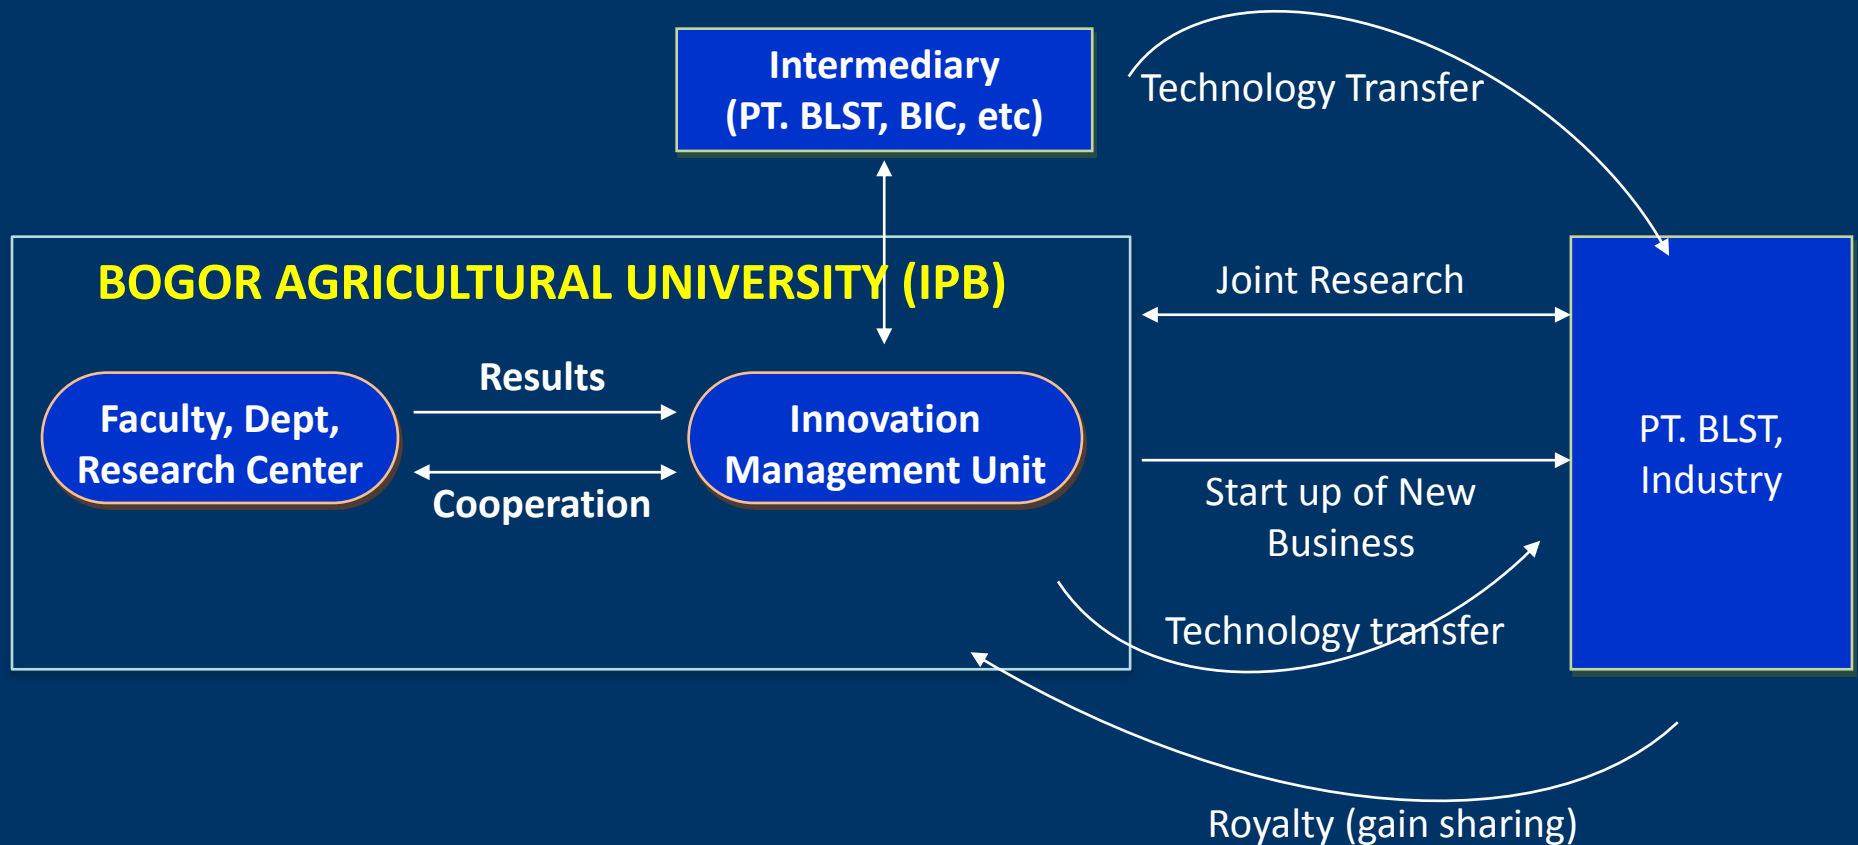 Intermediary
(PT. BLST, BIC, etc)
Technology Transfer
BOGOR AGRICULTURAL UNIVERSITY (IPB)
Joint Research
Results
Faculty, Dept,
Research Center
Innovation
Management Unit
Cooperation
PT. BLST,
Industry
Start up of New
Business
Technology transfer
Royalty (gain sharing)